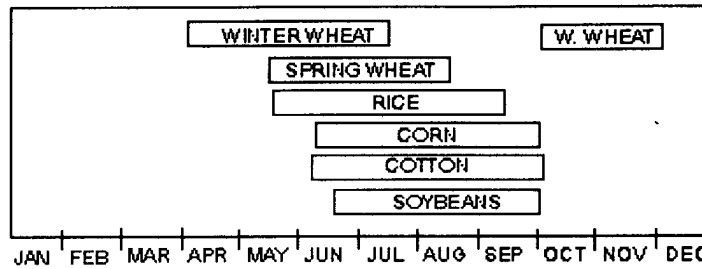 WINTER WHEAT W. WHEAT
SPRING WHEAT
RICE
CORN
COTTON
SOYBEANS
JAN FEB MAR APR MAY JUN JUL AUG SEP OCT NOV DEC